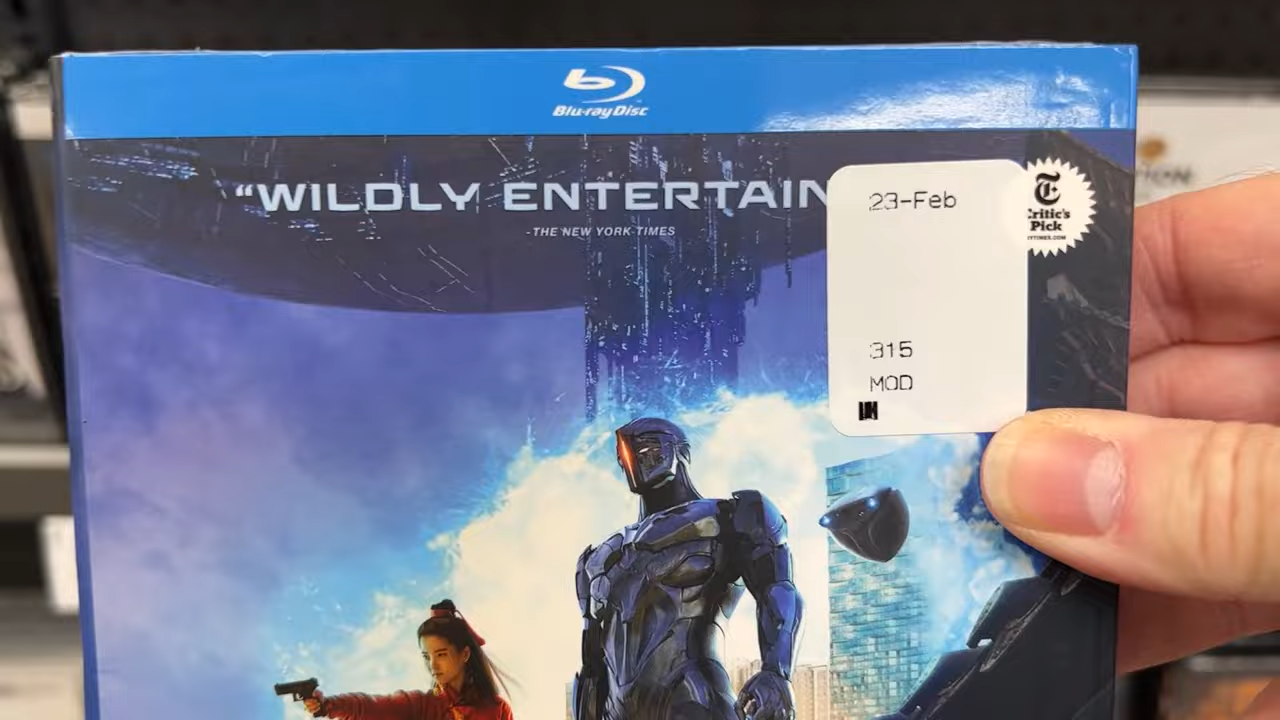 Blu-ray Disc
"WILDLY ENTERTAIN
-THE NEW YORK TIMES
23-Feb
T
Critic's
Pick
315
MOD